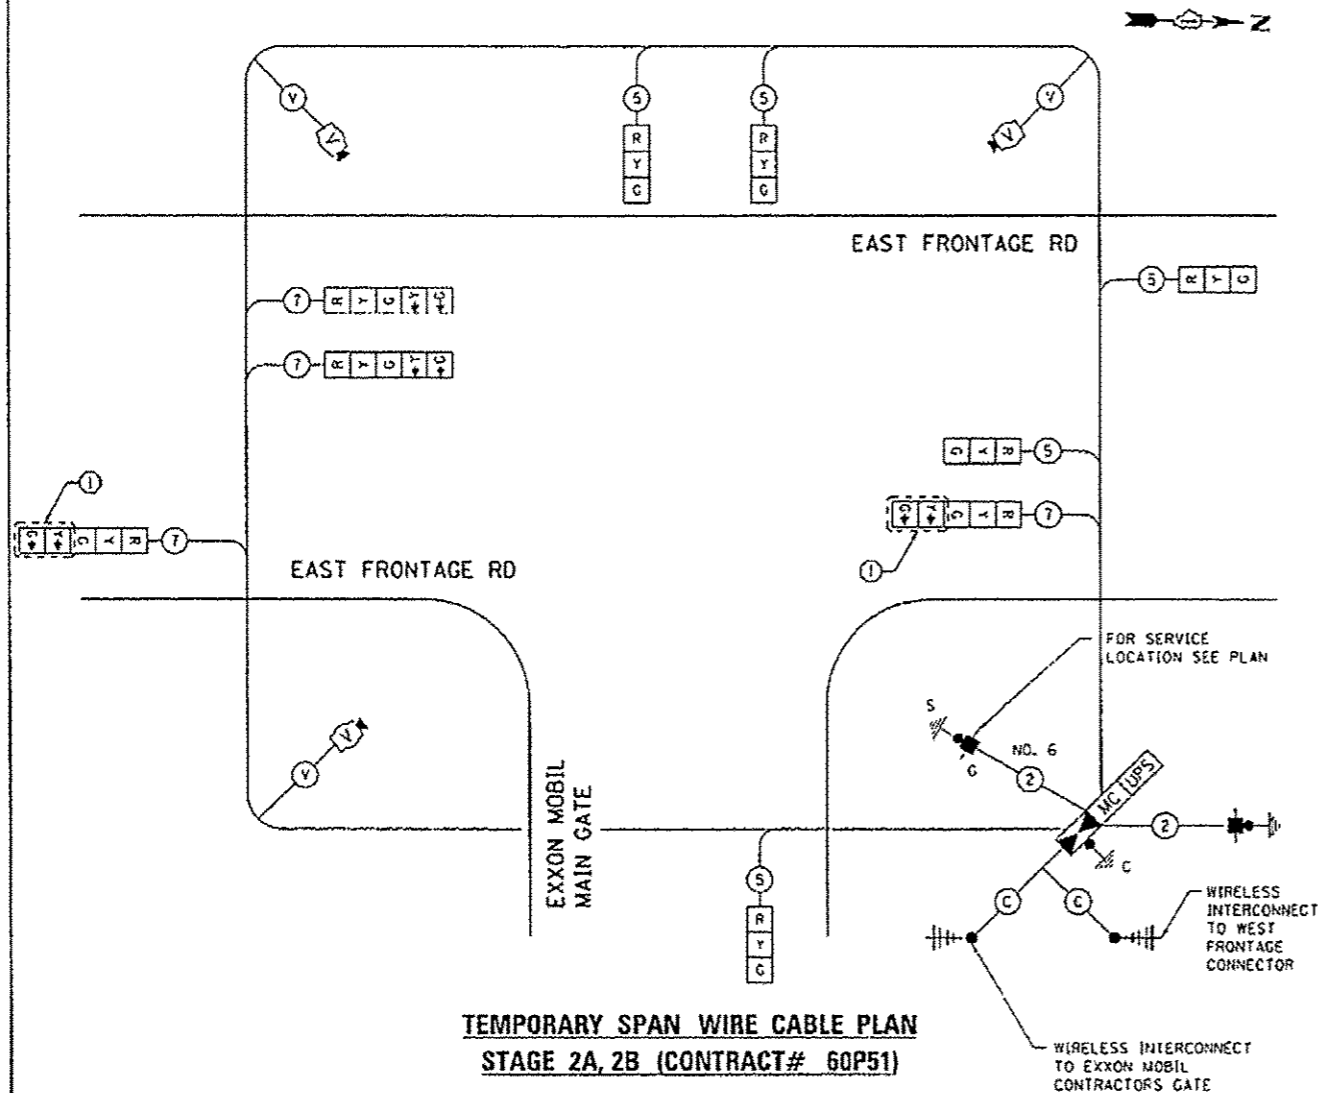 N
V
V
5
5
V
V
R
Y
G
R
Y
G
EAST FRONTAGE RD
5 R Y G
7 R Y G Y G
7 R Y G Y G
G Y R 5
1
G Y G Y R 7
G Y G Y R 7
1
EAST FRONTAGE RD
FOR SERVICE
LOCATION SEE PLAN
S
G
NO. 6
2
V
V
MC UPS
2
C
EXXON MOBIL
MAIN GATE
5
R
Y
G
C
C
WIRELESS
INTERCONNECT
TO WEST
FRONTAGE
CONNECTOR
TEMPORARY SPAN WIRE CABLE PLAN
STAGE 2A, 2B (CONTRACT# 60P51)
WIRELESS INTERCONNECT
TO EXXON MOBIL
CONTRACTORS GATE